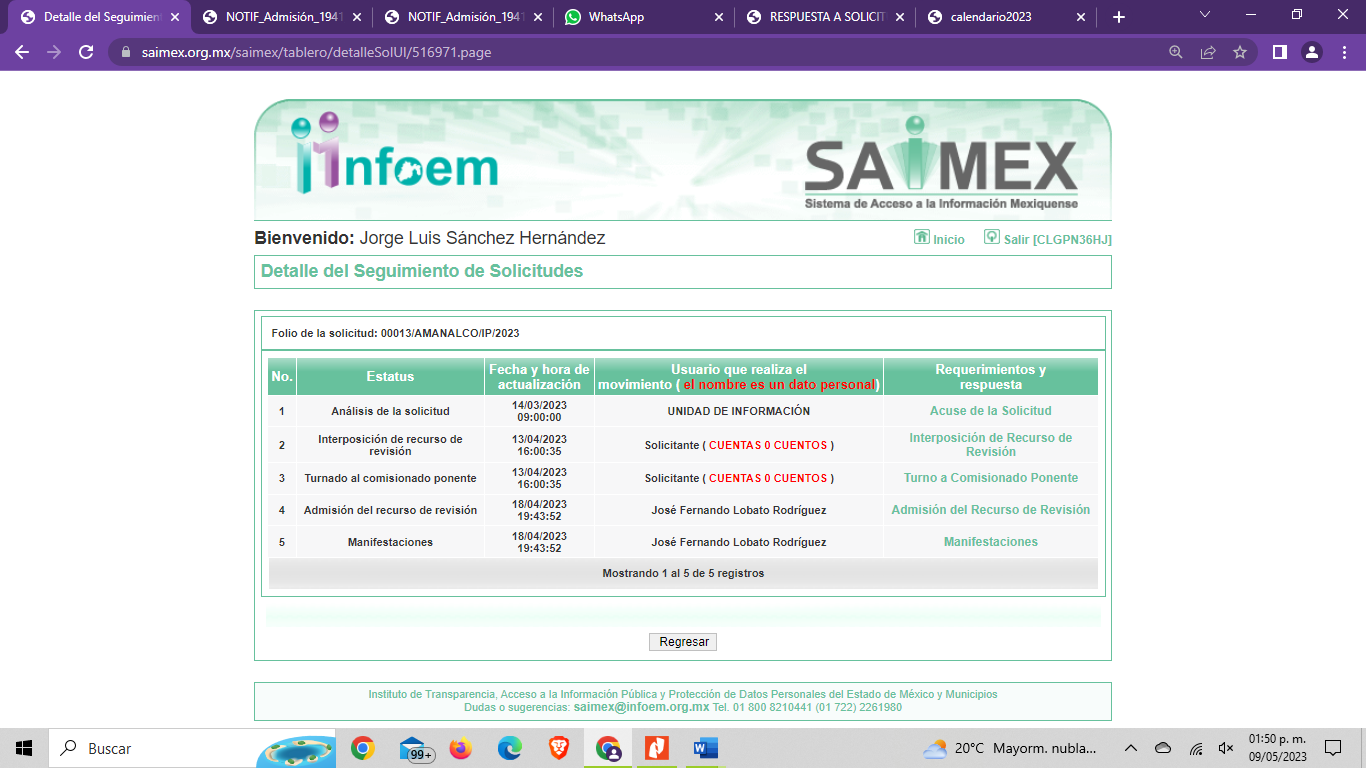 Detalle del Seguimien
NOTIF_Admisión_1941
NOTIF_Admisión_1941
WhatsApp
RESPUESTA A SOLICIT
calendario2023
saimex.org.mx/saimex/tablero/detalleSolUI/516971.page
infoem
SAIMEX
Sistema de Acceso a la Información Mexiquense
Bienvenido: Jorge Luis Sánchez Hernández
Inicio Salir [CLGPN36HJ]
Detalle del Seguimiento de Solicitudes
Folio de la solicitud: 00013/AMANALCO/IP/2023
No. Estatus Fecha y hora de actualización Usuario que realiza el movimiento ( el nombre es un dato personal) Requerimientos y respuesta
1 Análisis de la solicitud 14/03/2023 09:00:00 UNIDAD DE INFORMACIÓN Acuse de la Solicitud
2 Interposición de recurso de revisión 13/04/2023 16:00:35 Solicitante ( CUENTAS 0 CUENTOS ) Interposición de Recurso de Revisión
3 Turnado al comisionado ponente 13/04/2023 16:00:35 Solicitante ( CUENTAS 0 CUENTOS ) Turno a Comisionado Ponente
4 Admisión del recurso de revisión 18/04/2023 19:43:52 José Fernando Lobato Rodríguez Admisión del Recurso de Revisión
5 Manifestaciones 18/04/2023 19:43:52 José Fernando Lobato Rodríguez Manifestaciones
Mostrando 1 al 5 de 5 registros
Regresar
Instituto de Transparencia, Acceso a la Información Pública y Protección de Datos Personales del Estado de México y Municipios
Dudas o sugerencias: saimex@infoem.org.mx Tel. 01 800 8210441 (01 722) 2261980
Buscar
99+
20°C Mayorm. nubla...
01:50 p. m.
09/05/2023